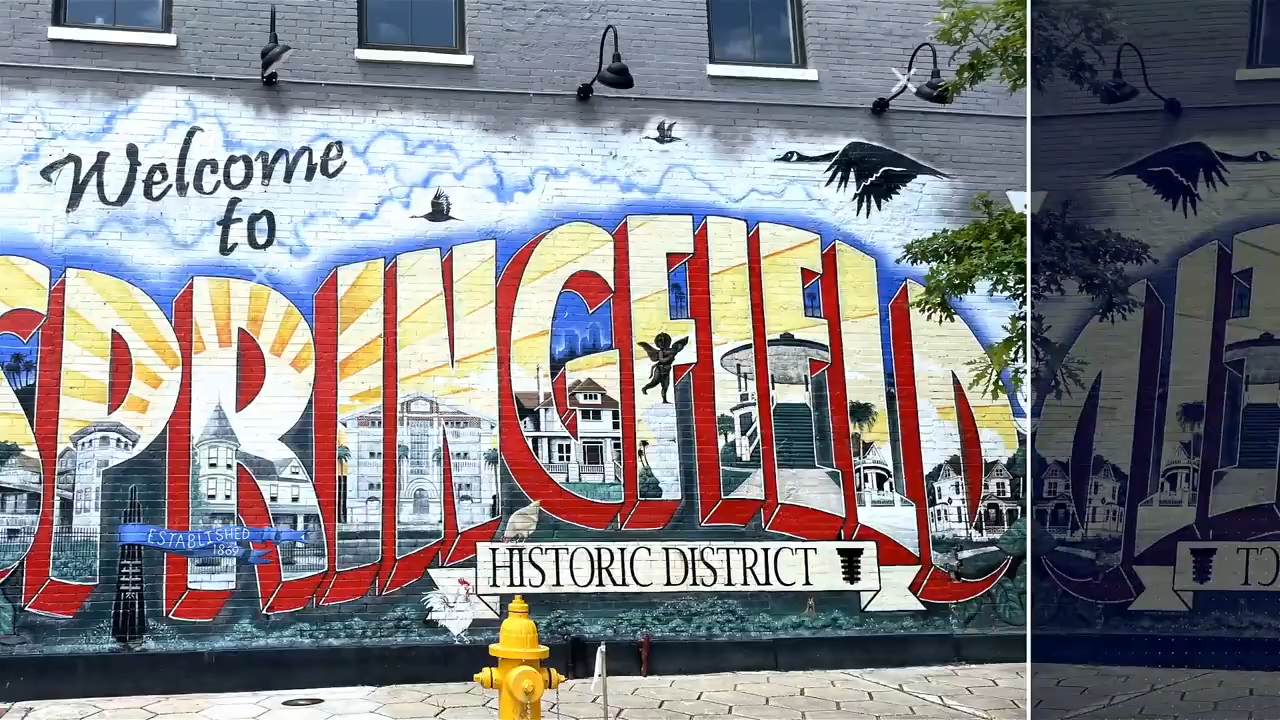 Welcome
to
SPRINGFIELD
ESTABLISHED
1869
HISTORIC DISTRICT